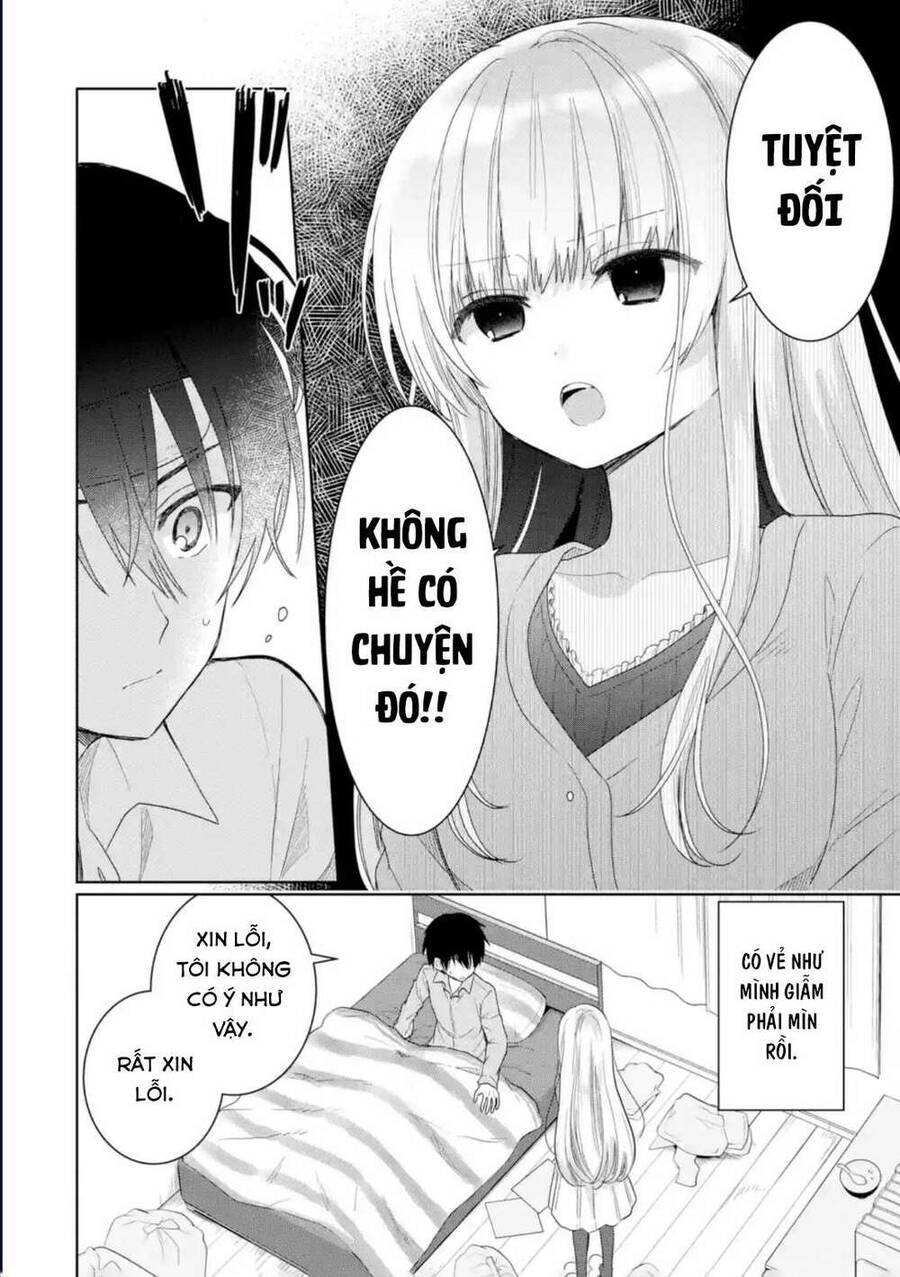 TUYỆT
ĐỐI
KHÔNG
HỀ CÓ
CHUYỆN
ĐÓ!!
CÓ VẺ NHƯ
MÌNH GIẪM
PHẢI MÌN
RỒI.
XIN LỖI,
TÔI KHÔNG
CÓ Ý NHƯ
VẬY.
RẤT XIN
LỖI.